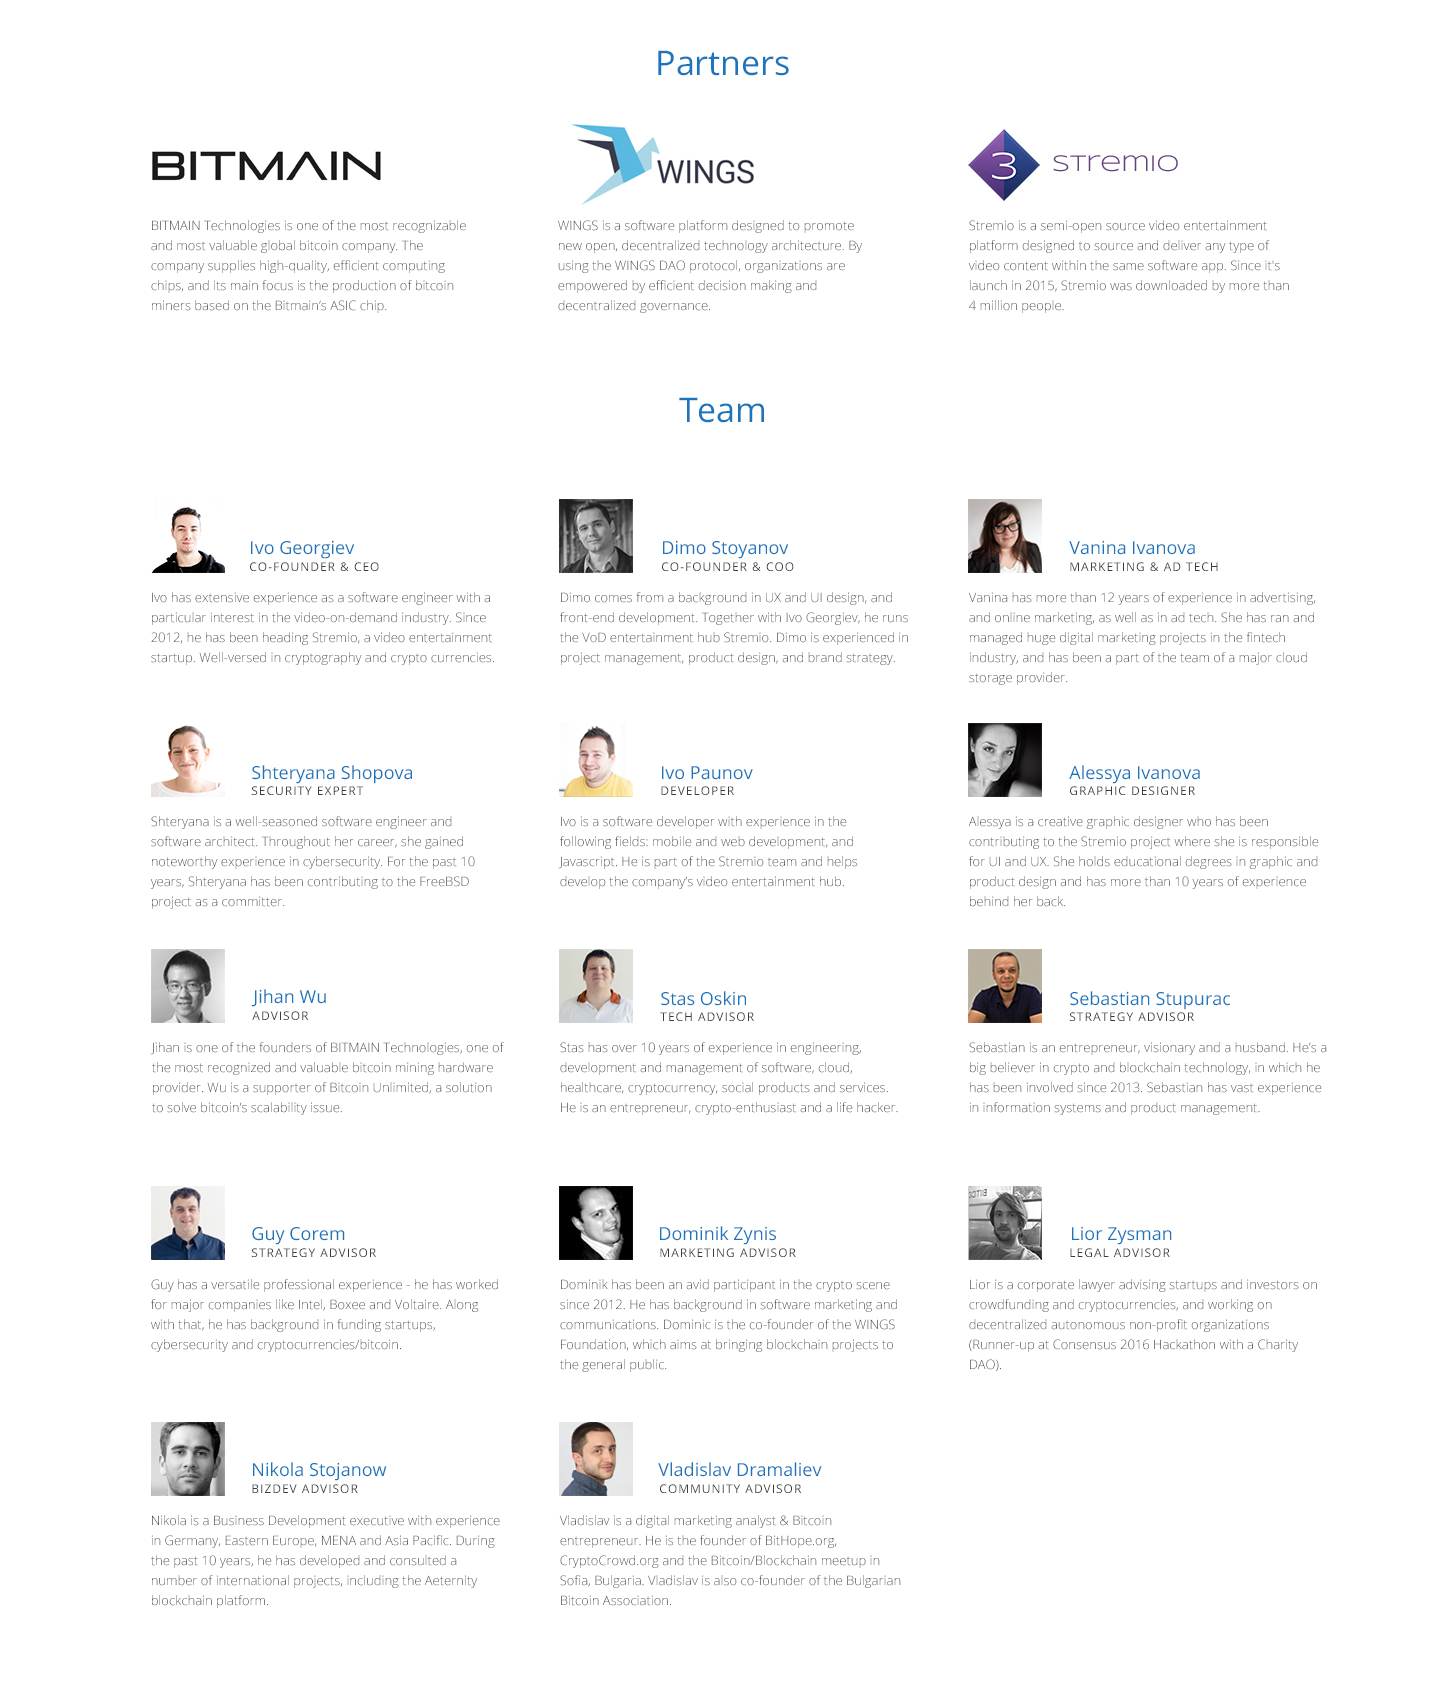 Partners
BITMAIN
WINGS
3 STREMIO
BITMAIN Technologies is one of the most recognizable
and most valuable global bitcoin company. The
company supplies high-quality, efficient computing
chips, and its main focus is the production of bitcoin
miners based on the Bitmain's ASIC chip.
WINGS is a software platform designed to promote
new open, decentralized technology architecture. By
using the WINGS DAO protocol, organizations are
empowered by efficient decision making and
decentralized governance.
Stremio is a semi-open source video entertainment
platform designed to source and deliver any type of
video content within the same software app. Since it's
launch in 2015, Stremio was downloaded by more than
4 million people.
Team
Ivo Georgiev
CO-FOUNDER & CEO
Ivo has extensive experience as a software engineer with a
particular interest in the video-on-demand industry. Since
2012, he has been heading Stremio, a video entertainment
startup. Well-versed in cryptography and crypto currencies.
Dimo Stoyanov
CO-FOUNDER & COO
Dimo comes from a background in UX and UI design, and
front-end development. Together with Ivo Georgiev, he runs
the VoD entertainment hub Stremio. Dimo is experienced in
project management, product design, and brand strategy.
Vanina Ivanova
MARKETING & AD TECH
Vanina has more than 12 years of experience in advertising,
and online marketing, as well as in ad tech. She has ran and
managed huge digital marketing projects in the fintech
industry, and has been a part of the team of a major cloud
storage provider.
Shteryana Shopova
SECURITY EXPERT
Shteryana is a well-seasoned software engineer and
software architect. Throughout her career, she gained
noteworthy experience in cybersecurity. For the past 10
years, Shteryana has been contributing to the FreeBSD
project as a committer.
Ivo Paunov
DEVELOPER
Ivo is a software developer with experience in the
following fields: mobile and web development, and
Javascript. He is part of the Stremio team and helps
develop the company's video entertainment hub.
Alessya Ivanova
GRAPHIC DESIGNER
Alessya is a creative graphic designer who has been
contributing to the Stremio project where she is responsible
for UI and UX. She holds educational degrees in graphic and
product design and has more than 10 years of experience
behind her back.
Jihan Wu
ADVISOR
Jihan is one of the founders of BITMAIN Technologies, one of
the most recognized and valuable bitcoin mining hardware
provider. Wu is a supporter of Bitcoin Unlimited, a solution
to solve bitcoin's scalability issue.
Stas Oskin
TECH ADVISOR
Stas has over 10 years of experience in engineering,
development and management of software, cloud,
healthcare, cryptocurrency, social products and services.
He is an entrepreneur, crypto-enthusiast and a life hacker.
Sebastian Stupurac
STRATEGY ADVISOR
Sebastian is an entrepreneur, visionary and a husband. He's a
big believer in crypto and blockchain technology, in which he
has been involved since 2013. Sebastian has vast experience
in information systems and product management.
Guy Corem
STRATEGY ADVISOR
Guy has a versatile professional experience - he has worked
for major companies like Intel, Boxee and Voltaire. Along
with that, he has background in funding startups,
cybersecurity and cryptocurrencies/bitcoin.
Dominik Zynis
MARKETING ADVISOR
Dominik has been an avid participant in the crypto scene
since 2012. He has background in software marketing and
communications. Dominic is the co-founder of the WINGS
Foundation, which aims at bringing blockchain projects to
the general public.
Lior Zysman
LEGAL ADVISOR
Lior is a corporate lawyer advising startups and investors on
crowdfunding and cryptocurrencies, and working on
decentralized autonomous non-profit organizations
(Runner-up at Consensus 2016 Hackathon with a Charity
DAO).
Nikola Stojanow
BIZDEV ADVISOR
Nikola is a Business Development executive with experience
in Germany, Eastern Europe, MENA and Asia Pacific. During
the past 10 years, he has developed and consulted a
number of international projects, including the Aeternity
blockchain platform.
Vladislav Dramaliev
COMMUNITY ADVISOR
Vladislav is a digital marketing analyst & Bitcoin
entrepreneur. He is the founder of BitHope.org,
CryptoCrowd.org and the Bitcoin/Blockchain meetup in
Sofia, Bulgaria. Vladislav is also co-founder of the Bulgarian
Bitcoin Association.